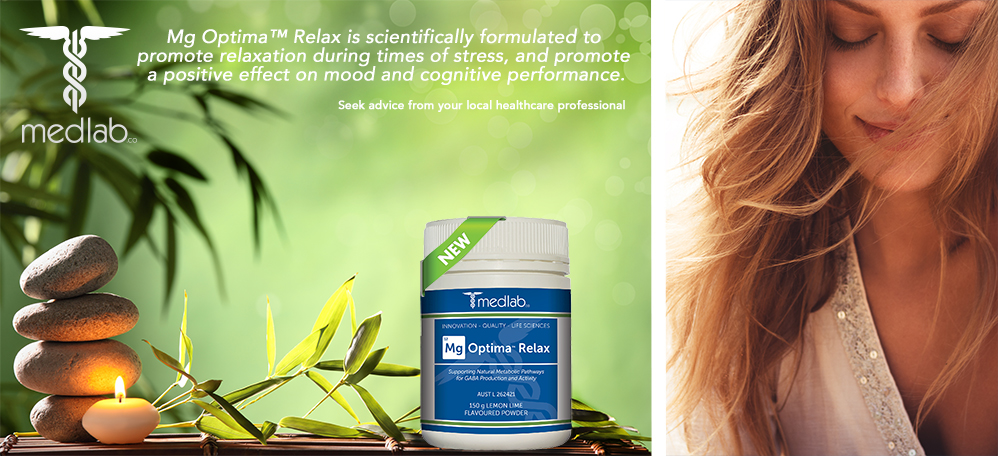 Mg Optima™ Relax is scientifically formulated to
promote relaxation during times of stress, and promote
a positive effect on mood and cognitive performance.
Seek advice from your local healthcare professional
medlab.co
NEW
medlab
INNOVATION - QUALITY - LIFE SCIENCES
Mg Optima™ Relax
Supporting Natural Metabolic Pathways
for GABA Production and Activity
AUST L 262421
150 g LEMON LIME
FLAVOURED POWDER